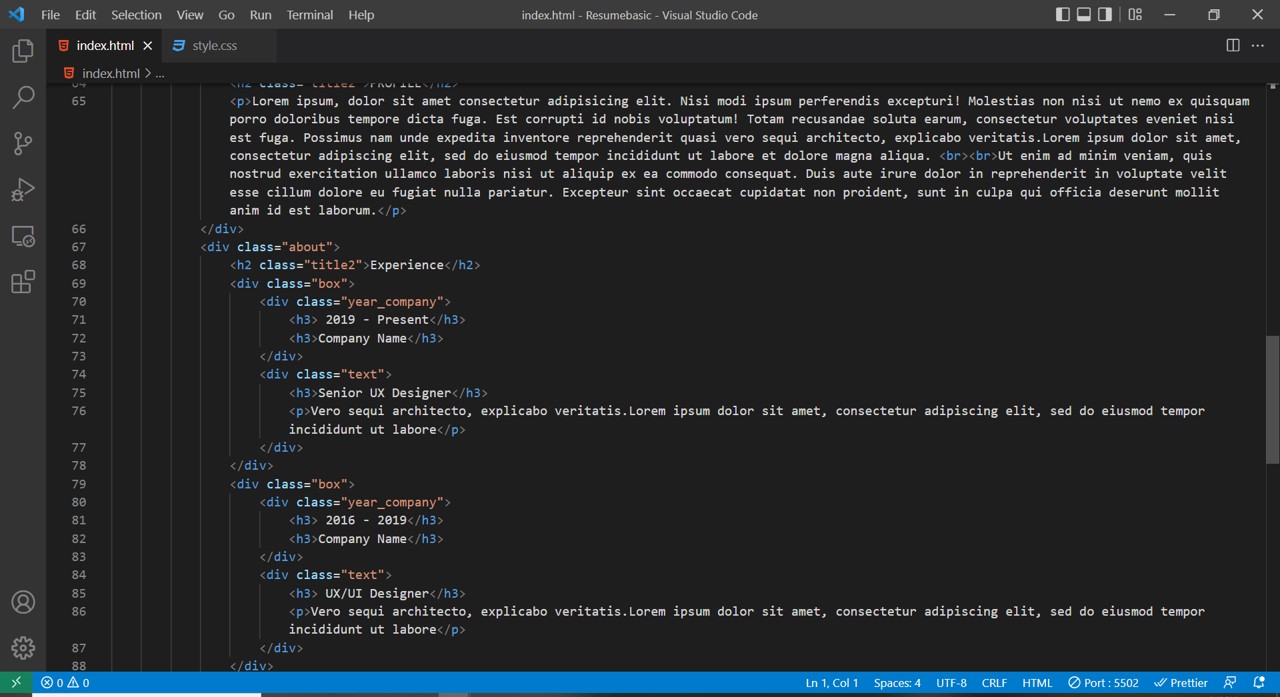 File Edit Selection View Go Run Terminal Help index.html - Resumebasic - Visual Studio Code
index.html style.css
index.html > ...
64 <h2 class="title2">PROFILE</h2>
65 <p>Lorem ipsum, dolor sit amet consectetur adipisicing elit. Nisi modi ipsum perferendis excepturi! Molestias non nisi ut nemo ex quisquam
porro doloribus tempore dicta fuga. Est corrupti id nobis voluptatum! Totam recusandae soluta earum, consectetur voluptates eveniet nisi
est fuga. Possimus nam unde expedita inventore reprehenderit quasi vero sequi architecto, explicabo veritatis.Lorem ipsum dolor sit amet,
consectetur adipiscing elit, sed do eiusmod tempor incididunt ut labore et dolore magna aliqua. <br><br>Ut enim ad minim veniam, quis
nostrud exercitation ullamco laboris nisi ut aliquip ex ea commodo consequat. Duis aute irure dolor in reprehenderit in voluptate velit
esse cillum dolore eu fugiat nulla pariatur. Excepteur sint occaecat cupidatat non proident, sunt in culpa qui officia deserunt mollit
anim id est laborum.</p>
66 </div>
67 <div class="about">
68 <h2 class="title2">Experience</h2>
69 <div class="box">
70 <div class="year_company">
71 <h3> 2019 - Present</h3>
72 <h3>Company Name</h3>
73 </div>
74 <div class="text">
75 <h3>Senior UX Designer</h3>
76 <p>Vero sequi architecto, explicabo veritatis.Lorem ipsum dolor sit amet, consectetur adipiscing elit, sed do eiusmod tempor
incididunt ut labore</p>
77 </div>
78 </div>
79 <div class="box">
80 <div class="year_company">
81 <h3> 2016 - 2019</h3>
82 <h3>Company Name</h3>
83 </div>
84 <div class="text">
85 <h3> UX/UI Designer</h3>
86 <p>Vero sequi architecto, explicabo veritatis.Lorem ipsum dolor sit amet, consectetur adipiscing elit, sed do eiusmod tempor
incididunt ut labore</p>
87 </div>
88 </div>
0 0 Ln 1, Col 1 Spaces: 4 UTF-8 CRLF HTML Port : 5502 Prettier